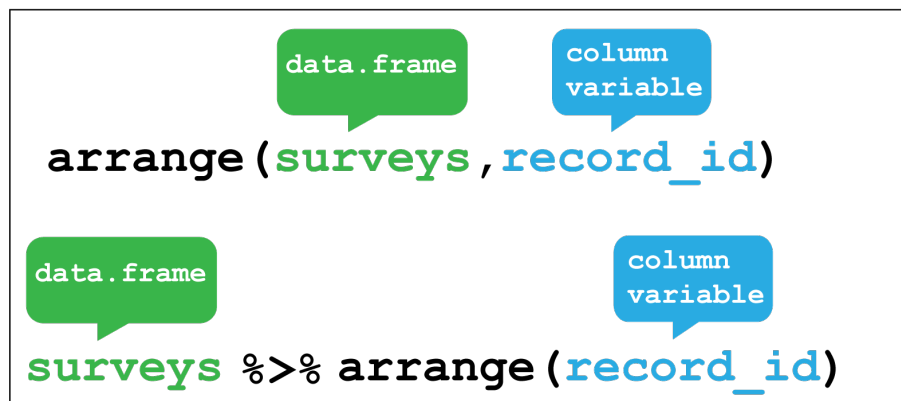 data.frame
column
variable
arrange(surveys,record_id)
data.frame
column
variable
surveys %>% arrange(record_id)